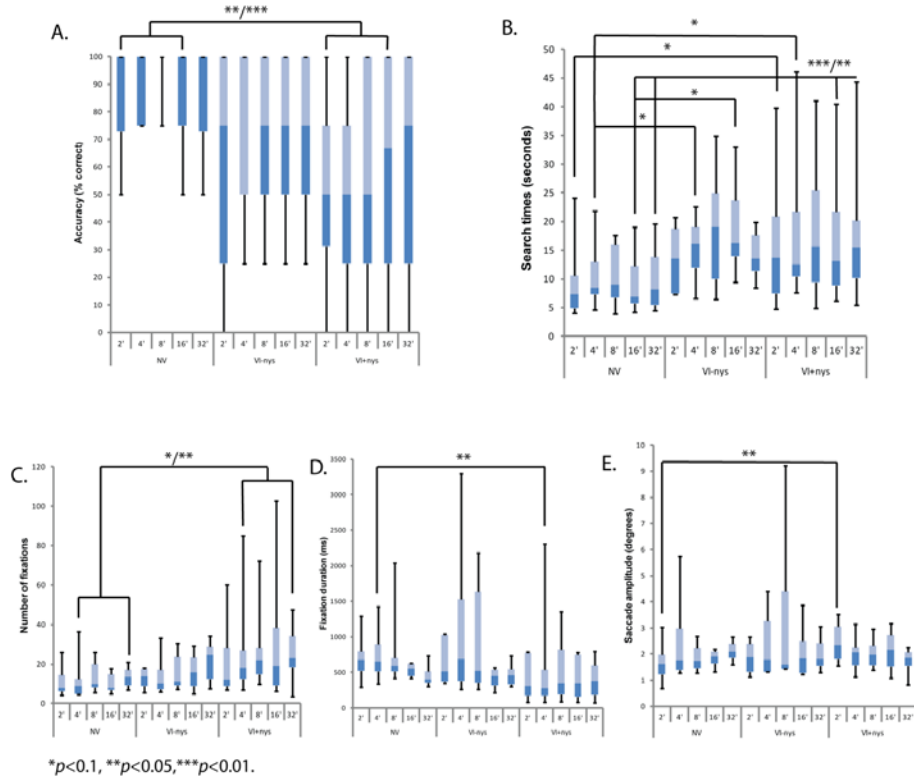 A.
**/***
Accuracy (% correct)
100
90
80
70
60
50
40
30
20
10
0
2' 4' 8' 16' 32' 2' 4' 8' 16' 32' 2' 4' 8' 16' 32'
NV VI-nys VI+nys
B.
*
*
***/**
*
*
Search times (seconds)
50
45
40
35
30
25
20
15
10
5
0
2' 4' 8' 16' 32' 2' 4' 8' 16' 32' 2' 4' 8' 16' 32'
NV VI-nys VI+nys
C.
*/**
Number of fixations
120
100
80
60
40
20
0
2' 4' 8' 16' 32' 2' 4' 8' 16' 32' 2' 4' 8' 16' 32'
NV VI-nys VI+nys
D.
**
Fixation duration (ms)
3500
3000
2500
2000
1500
1000
500
0
2' 4' 8' 16' 32' 2' 4' 8' 16' 32' 2' 4' 8' 16' 32'
NV VI-nys VI+nys
E.
**
Saccade amplitude (degrees)
10
9
8
7
6
5
4
3
2
1
0
2' 4' 8' 16' 32' 2' 4' 8' 16' 32' 2' 4' 8' 16' 32'
NV VI-nys VI+nys
*p<0.1, **p<0.05,***p<0.01.